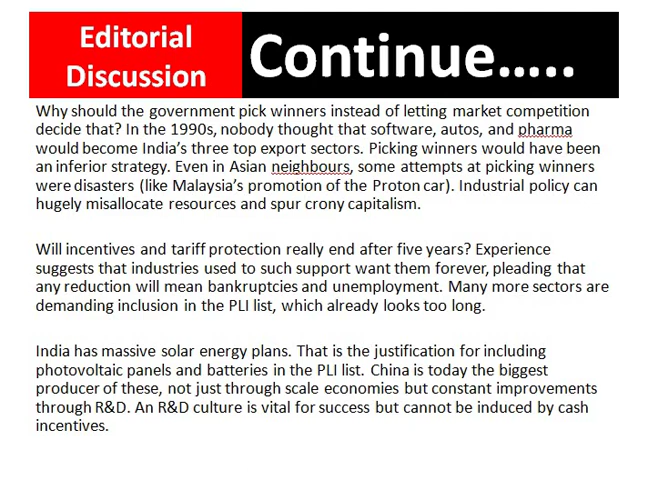 Editorial
Discussion
Continue.....
Why should the government pick winners instead of letting market competition
decide that? In the 1990s, nobody thought that software, autos, and pharma
would become India's three top export sectors. Picking winners would have been
an inferior strategy. Even in Asian neighbours, some attempts at picking winners
were disasters (like Malaysia's promotion of the Proton car). Industrial policy can
hugely misallocate resources and spur crony capitalism.
Will incentives and tariff protection really end after five years? Experience
suggests that industries used to such support want them forever, pleading that
any reduction will mean bankruptcies and unemployment. Many more sectors are
demanding inclusion in the PLI list, which already looks too long.
India has massive solar energy plans. That is the justification for including
photovoltaic panels and batteries in the PLI list. China is today the biggest
producer of these, not just through scale economies but constant improvements
through R&D. An R&D culture is vital for success but cannot be induced by cash
incentives.